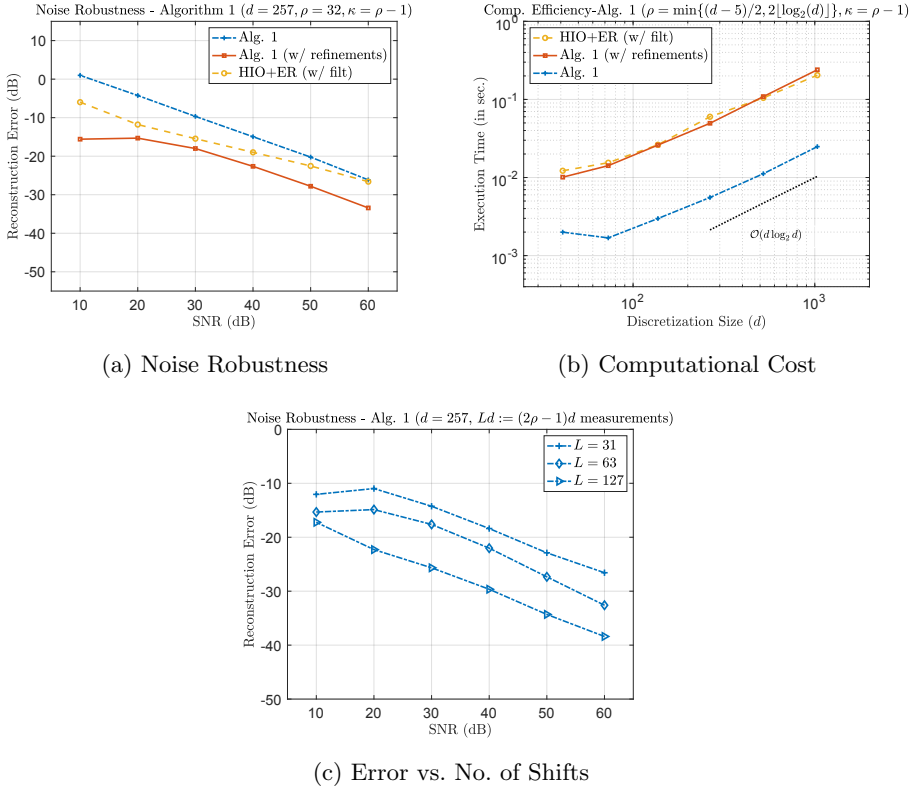 Noise Robustness - Algorithm 1 (d = 257, ρ = 32, κ = ρ − 1)
Alg. 1
Alg. 1 (w/ refinements)
HIO+ER (w/ filt)
Reconstruction Error (dB)
10
0
-10
-20
-30
-40
-50
10 20 30 40 50 60
SNR (dB)
(a) Noise Robustness
Comp. Efficiency-Alg. 1 (ρ = min{(d − 5)/2, 2⌊log₂(d)⌋}, κ = ρ − 1)
HIO+ER (w/ filt)
Alg. 1 (w/ refinements)
Alg. 1
Execution Time (in sec.)
10⁰
10⁻¹
10⁻²
10⁻³
O(d log₂ d)
10² 10³
Discretization Size (d)
(b) Computational Cost
Noise Robustness - Alg. 1 (d = 257, Ld := (2ρ − 1)d measurements)
L = 31
L = 63
L = 127
Reconstruction Error (dB)
0
-10
-20
-30
-40
-50
10 20 30 40 50 60
SNR (dB)
(c) Error vs. No. of Shifts